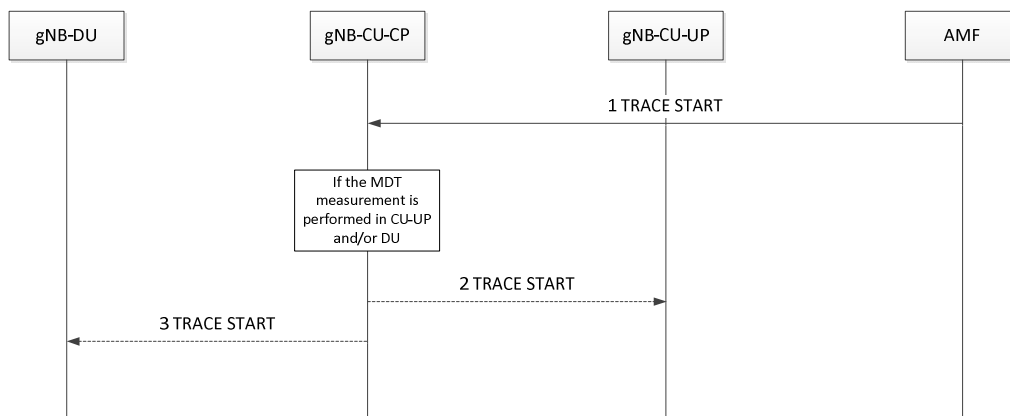 gNB-DU
gNB-CU-CP
gNB-CU-UP
AMF
1 TRACE START
If the MDT
measurement is
performed in CU-UP
and/or DU
2 TRACE START
3 TRACE START